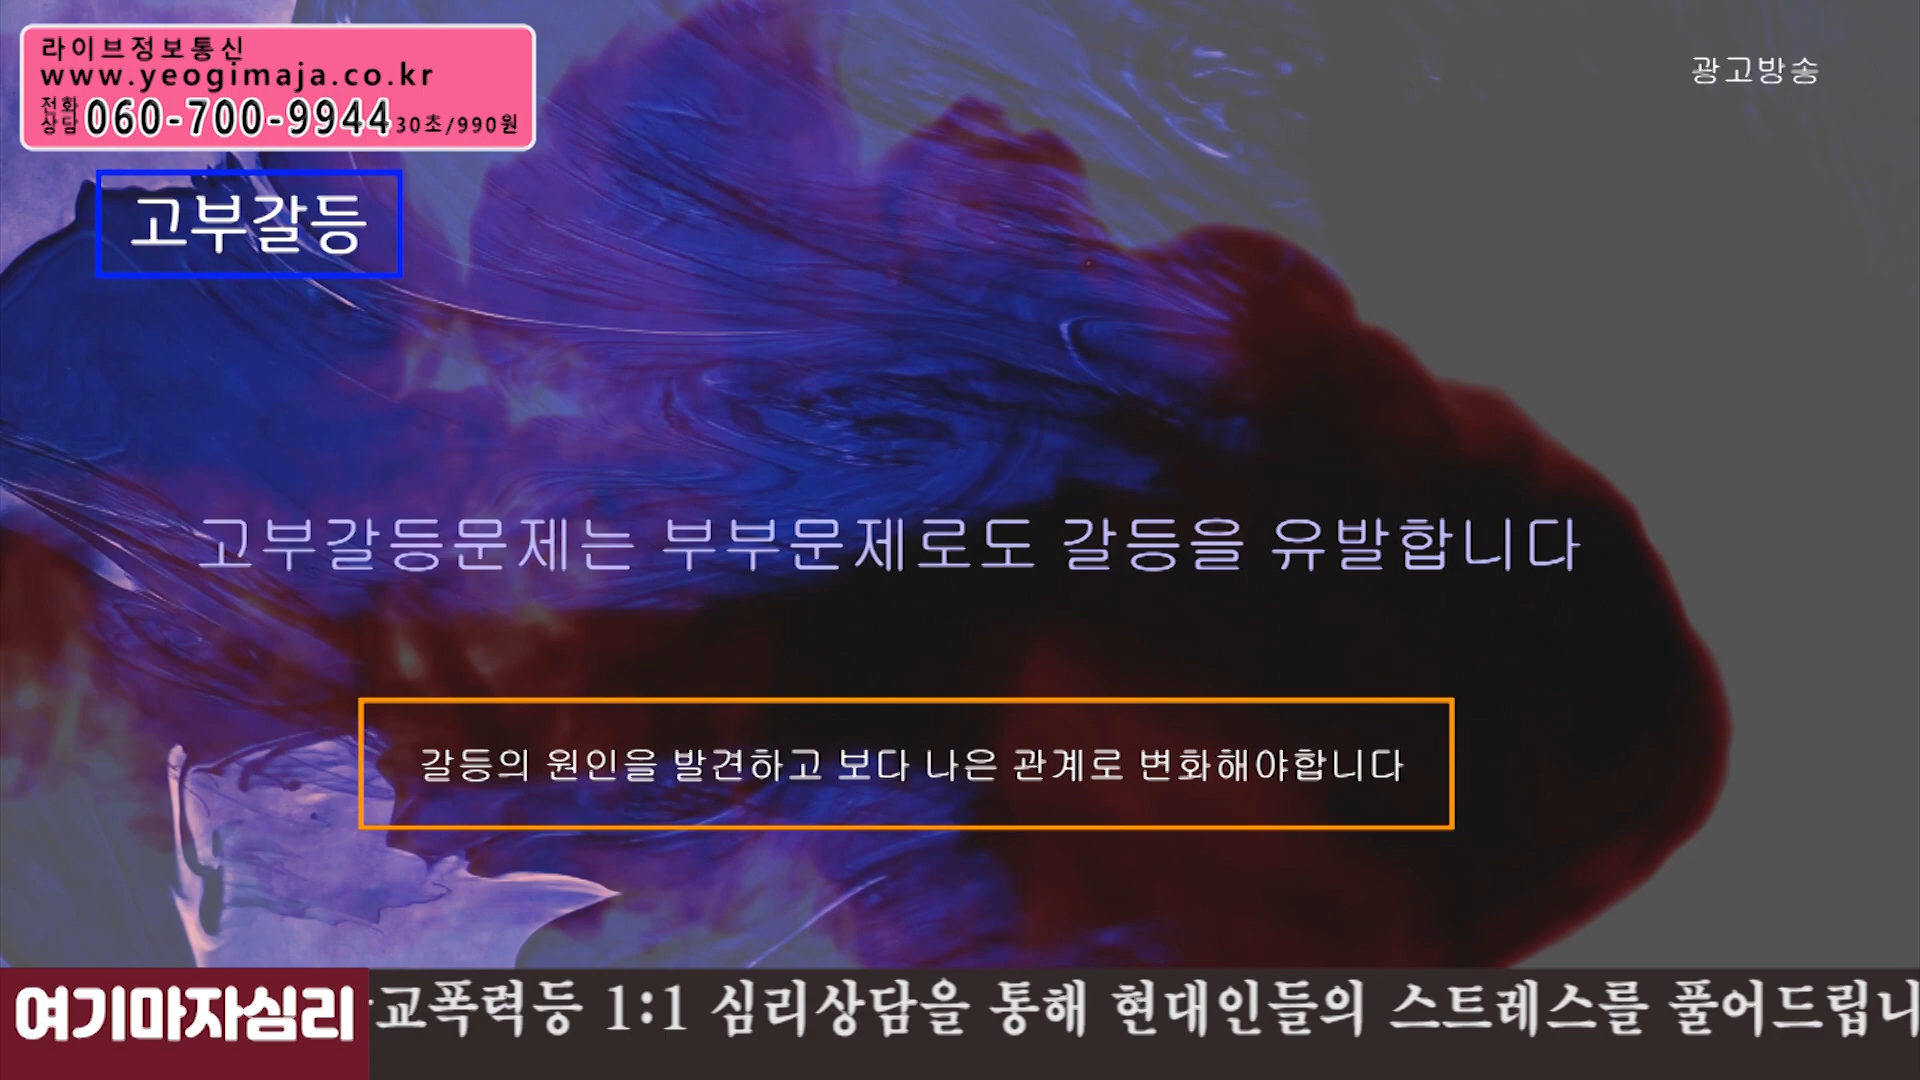 라이브정보통신
www.yeogimaja.co.kr
전화상담 060-700-9944 30초/990원
광고방송
고부갈등
고부갈등문제는 부부문제로도 갈등을 유발합니다
갈등의 원인을 발견하고 보다 나은 관계로 변화해야합니다
여기마자심리
교폭력등 1:1 심리상담을 통해 현대인들의 스트레스를 풀어드립니